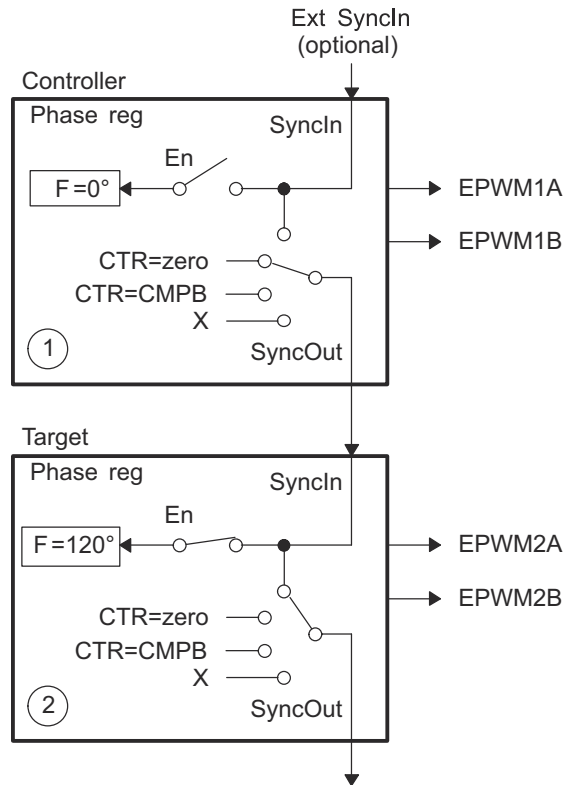 Ext SyncIn
(optional)
Controller
Phase reg
SyncIn
En
F=0°
EPWM1A
EPWM1B
CTR=zero
CTR=CMPB
X
1
SyncOut
Target
Phase reg
SyncIn
En
F=120°
EPWM2A
EPWM2B
CTR=zero
CTR=CMPB
X
2
SyncOut